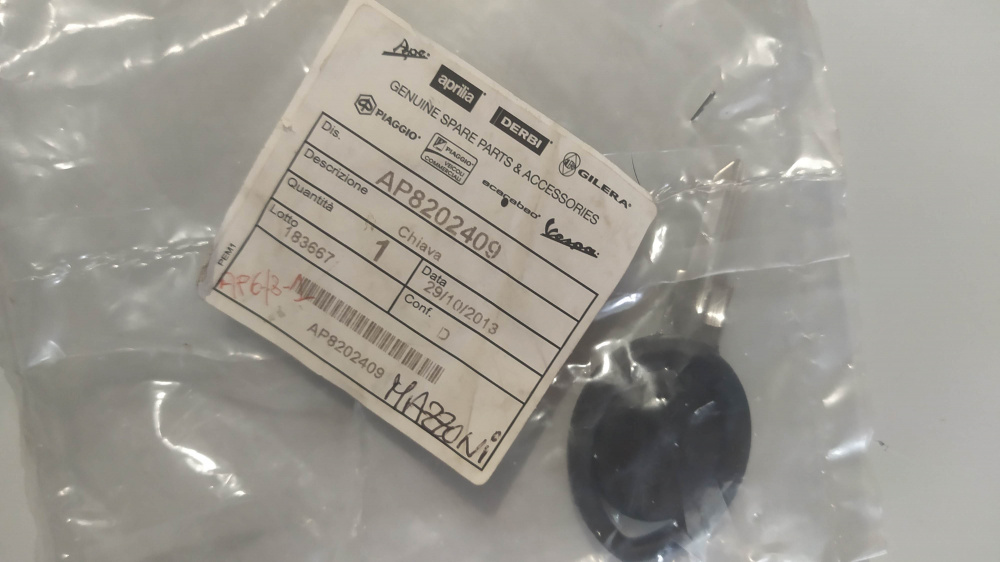 Ape
aprilia DERBI GILERA
GENUINE SPARE PARTS & ACCESSORIES
PIAGGIO PIAGGIO VEICOLI COMMERCIALI scarabeo Vespa
Dis. AP8202409
Descrizione Chiava
Quantità 1 Data 29/10/2013
Lotto 183667 Conf. D
PEM1
AP8202409
MAZZONi